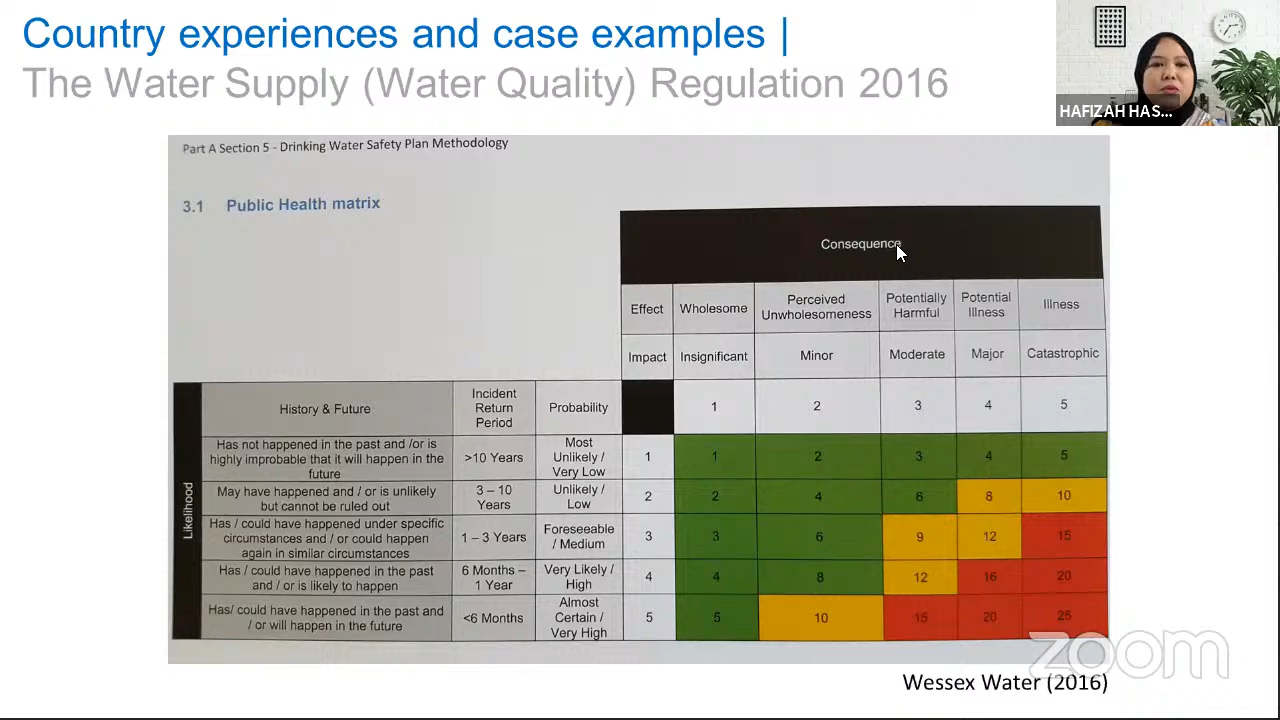 Country experiences and case examples |
The Water Supply (Water Quality) Regulation 2016
HAFIZAH HAS...
Part A Section 5 - Drinking Water Safety Plan Methodology
3.1 Public Health matrix
Consequence
Effect Wholesome Perceived Unwholesomeness Potentially Harmful Potential Illness Illness
Impact Insignificant Minor Moderate Major Catastrophic
Likelihood
History & Future Incident Return Period Probability 1 2 3 4 5
Has not happened in the past and /or is
highly improbable that it will happen in the
future
>10 Years
Most
Unlikely /
Very Low
1 1 2 3 4 5
May have happened and / or is unlikely
but cannot be ruled out
3 – 10
Years
Unlikely /
Low
2 2 4 6 8 10
Has / could have happened under specific
circumstances and / or could happen
again in similar circumstances
1 – 3 Years
Foreseeable
/ Medium
3 3 6 9 12 15
Has / could have happened in the past
and / or is likely to happen
6 Months –
1 Year
Very Likely /
High
4 4 8 12 16 20
Has/ could have happened in the past and
/ or will happen in the future
<6 Months
Almost
Certain /
Very High
5 5 10 15 20 25
zoom
Wessex Water (2016)